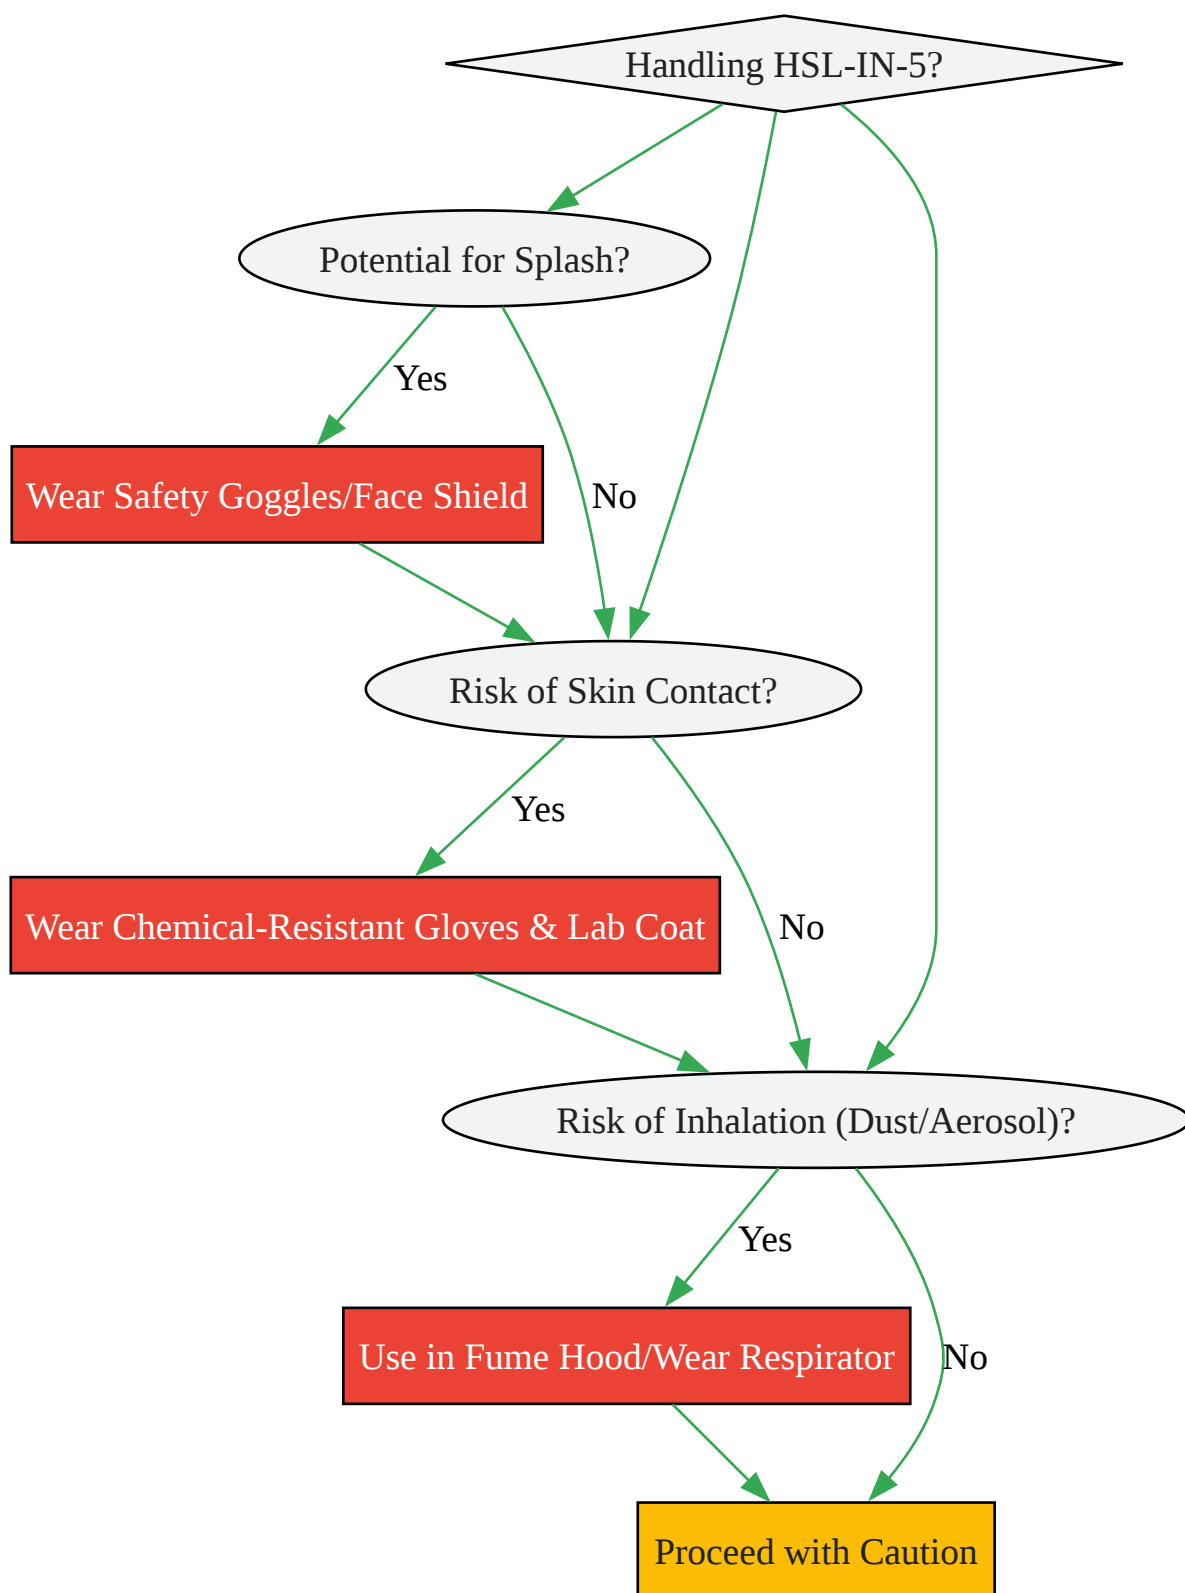 Handling HSL-IN-5?
Potential for Splash?
Yes
Wear Safety Goggles/Face Shield
No
Risk of Skin Contact?
Yes
Wear Chemical-Resistant Gloves & Lab Coat
No
Risk of Inhalation (Dust/Aerosol)?
Yes
Use in Fume Hood/Wear Respirator
No
Proceed with Caution